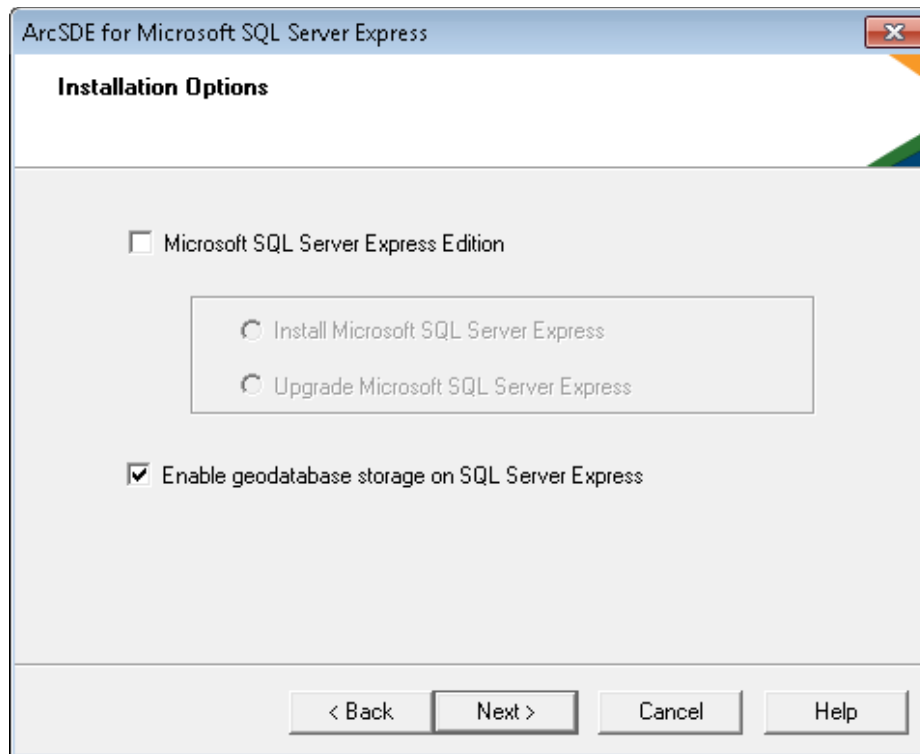 ArcSDE for Microsoft SQL Server Express
Installation Options
Microsoft SQL Server Express Edition
Install Microsoft SQL Server Express
Upgrade Microsoft SQL Server Express
Enable geodatabase storage on SQL Server Express
< Back Next > Cancel Help